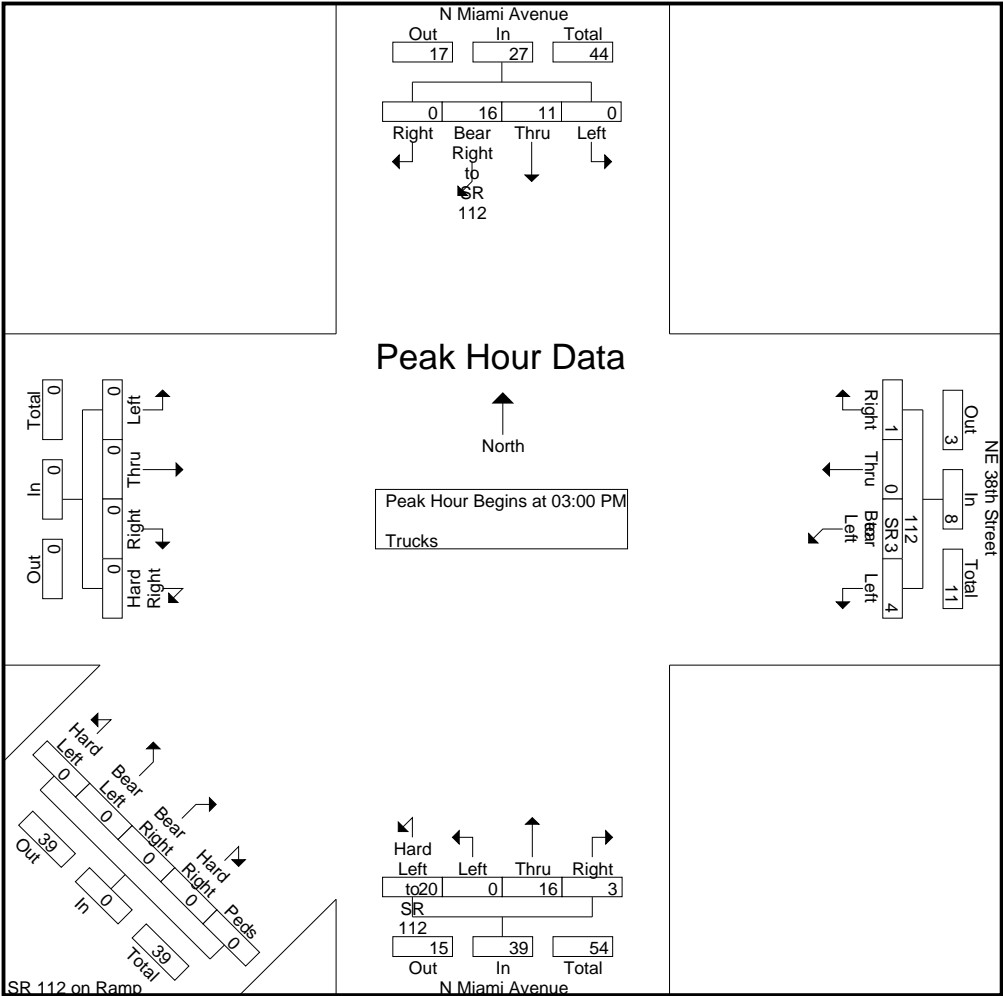 N Miami Avenue
Out In Total
17 27 44
0 16 11 0
Right Bear Thru Left
Right
to
SR
112
Peak Hour Data
North
Peak Hour Begins at 03:00 PM
Trucks
Total In Out
0 0 0
0 0 0 0
Left Thru Right Hard
Right
NE 38th Street
Out In Total
3 8 11
112
1 0 SR 3 4
Right Thru Bear Left
to
Left
Hard Bear Bear Hard Peds
Left Left Right Right
0 0 0 0 0
39 0 39
Out In Total
SR 112 on Ramp
Hard
Left Left Thru Right
to 20 0 16 3
SR
112
15 39 54
Out In Total
N Miami Avenue